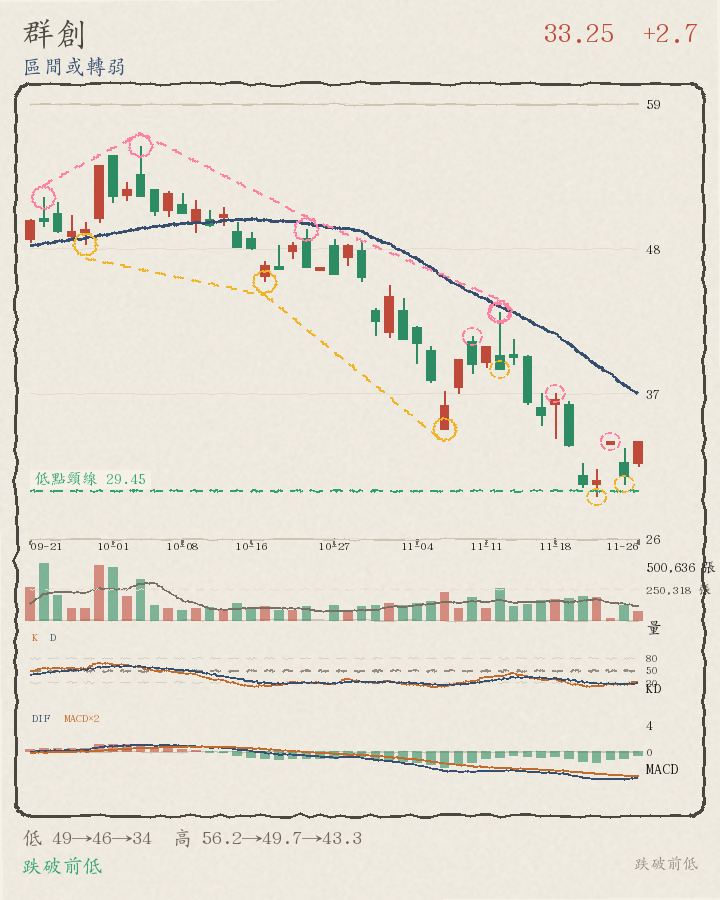 群創
33.25 +2.7
區間或轉弱
59
48
37
低點頸線 29.45
26
09-21 10-01 10-08 10-16 10-27 11-04 11-11 11-18 11-26
500,636 張
250,318 張
量
K D
80
50
20
KD
DIF MACD×2
4
0
MACD
低 49→46→34 高 56.2→49.7→43.3
跌破前低
跌破前低